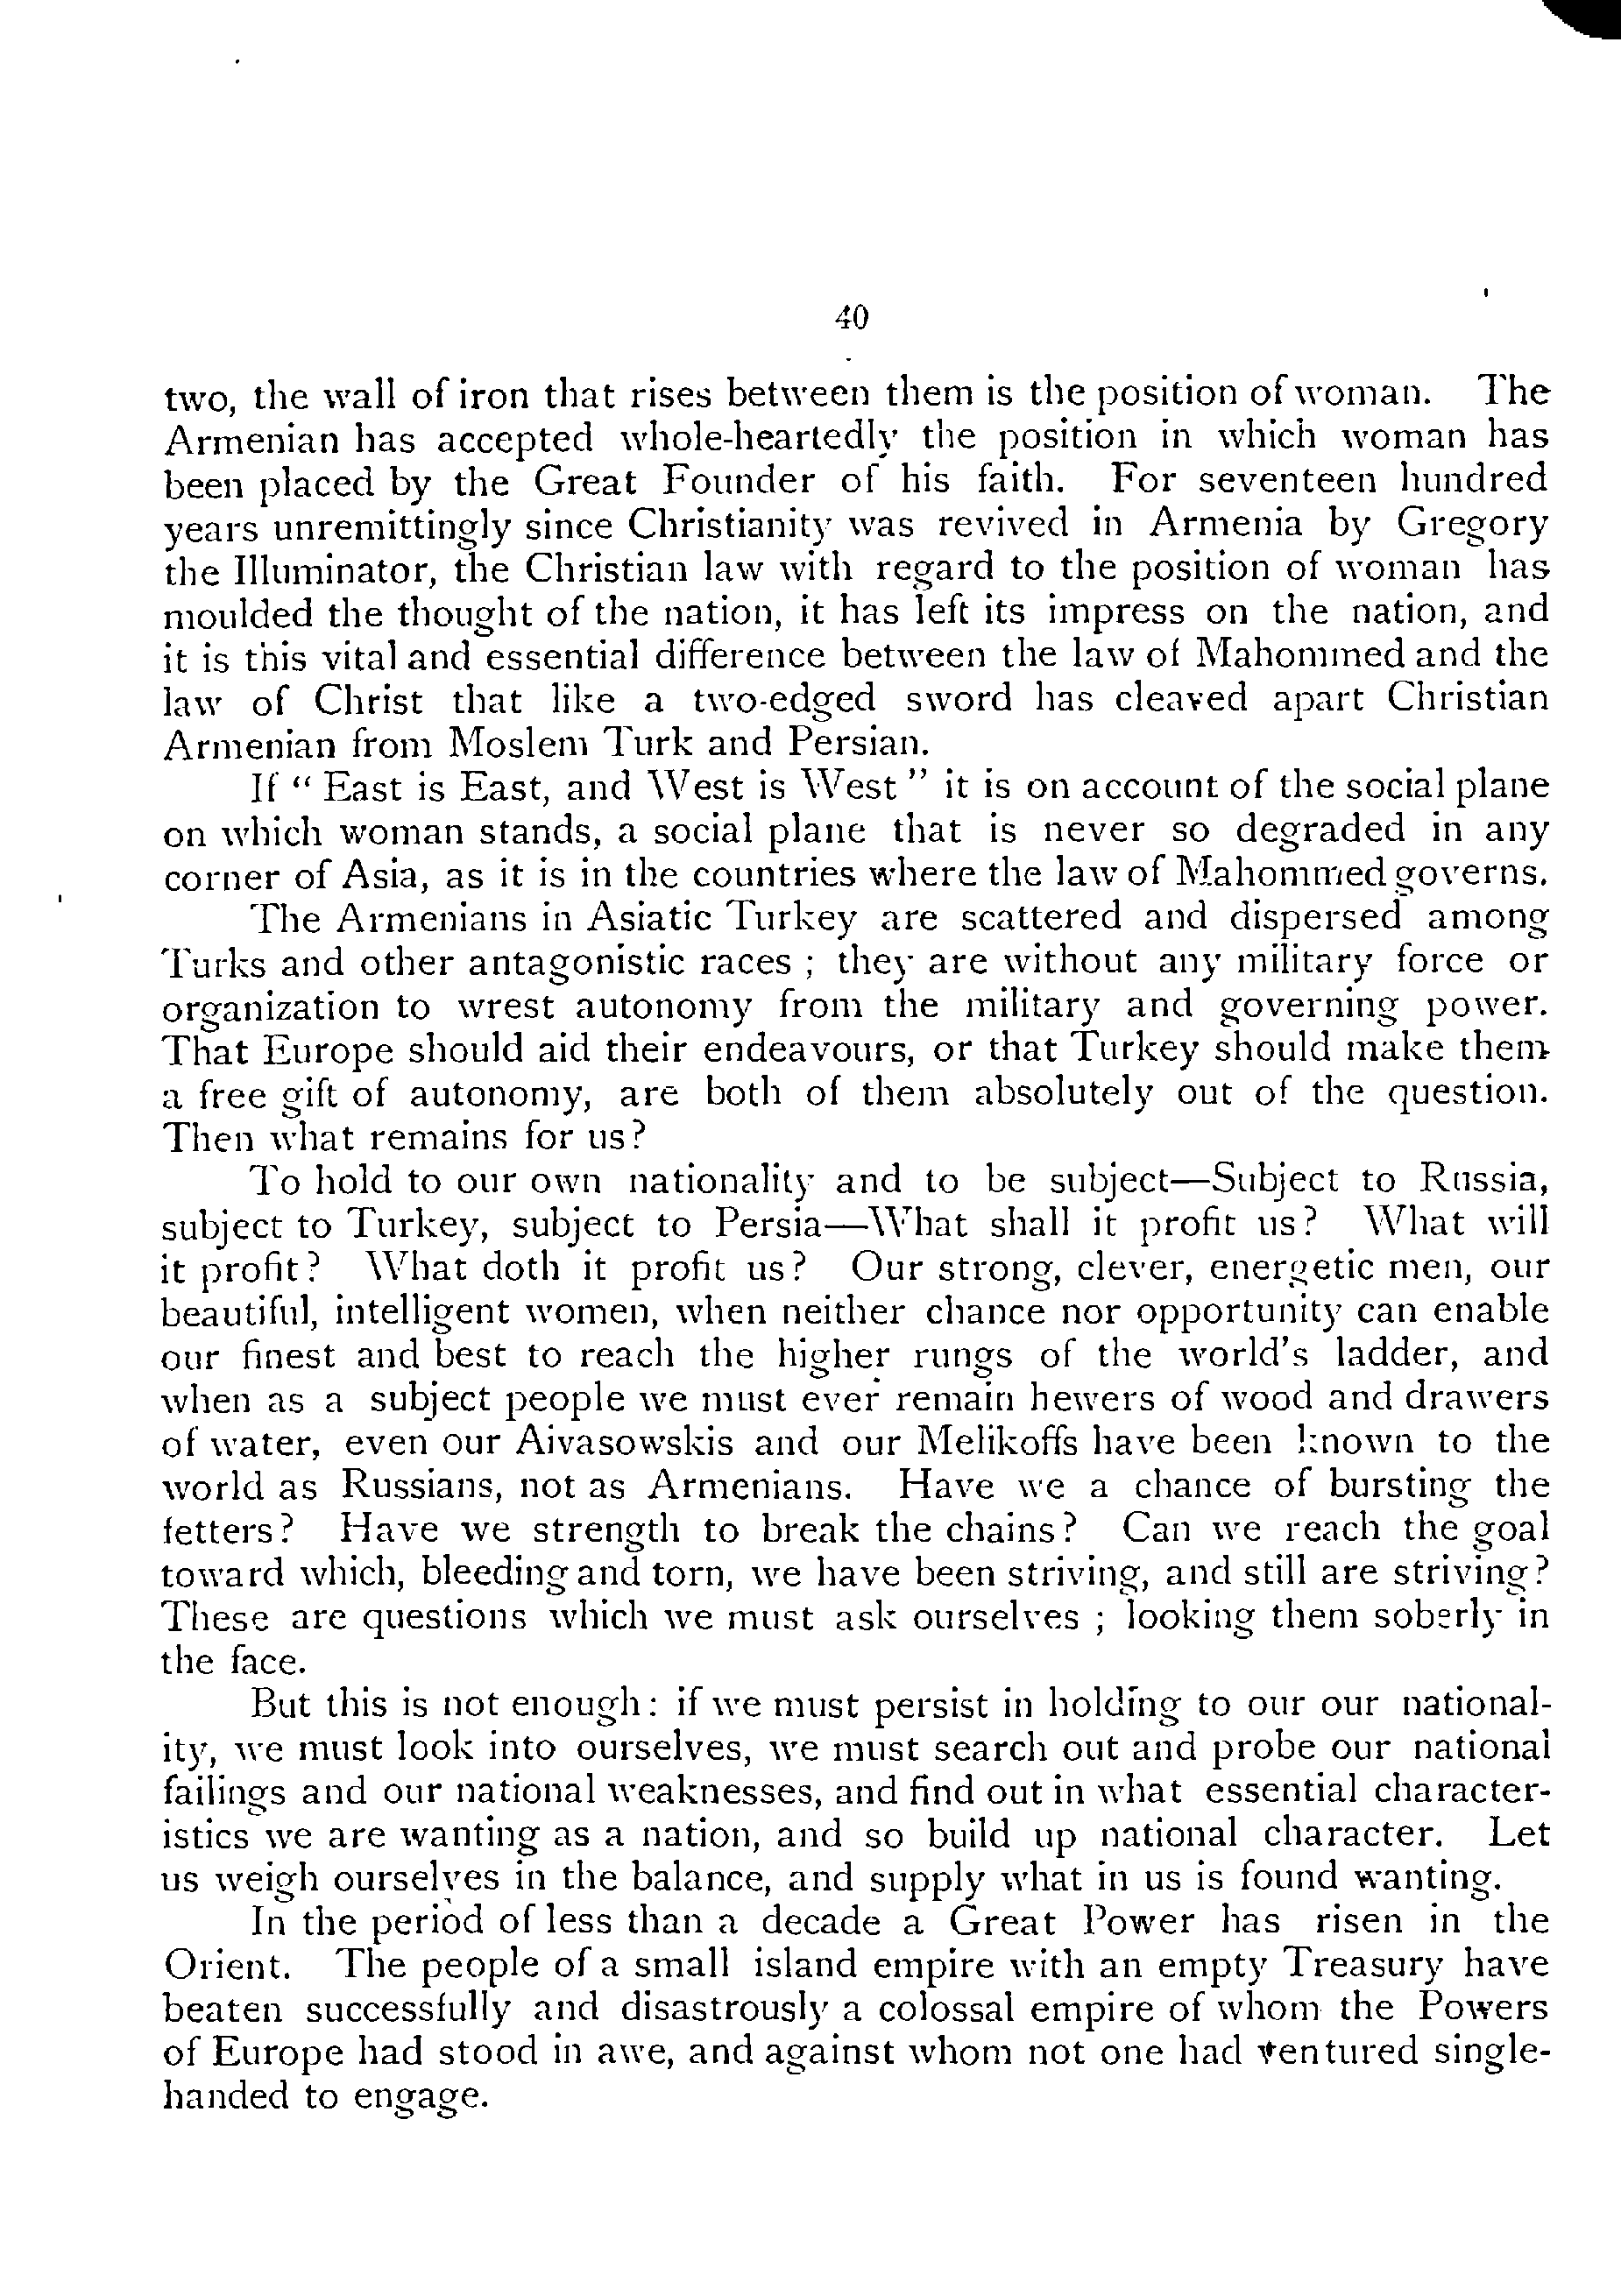 40
two, the wall of iron that rises between them is the position of woman. The
Armenian has accepted whole-heartedly the position in which woman has
been placed by the Great Founder of his faith. For seventeen hundred
years unremittingly since Christianity was revived in Armenia by Gregory
the Illuminator, the Christian law with regard to the position of woman has
moulded the thought of the nation, it has left its impress on the nation, and
it is this vital and essential difference between the law of Mahommed and the
law of Christ that like a two-edged sword has cleaved apart Christian
Armenian from Moslem Turk and Persian.
If " East is East, and West is West " it is on account of the social plane
on which woman stands, a social plane that is never so degraded in any
corner of Asia, as it is in the countries where the law of Mahommed governs.
The Armenians in Asiatic Turkey are scattered and dispersed among
Turks and other antagonistic races ; they are without any military force or
organization to wrest autonomy from the military and governing power.
That Europe should aid their endeavours, or that Turkey should make them
a free gift of autonomy, are both of them absolutely out of the question.
Then what remains for us?
To hold to our own nationality and to be subject—Subject to Russia,
subject to Turkey, subject to Persia—What shall it profit us? What will
it profit? What doth it profit us? Our strong, clever, energetic men, our
beautiful, intelligent women, when neither chance nor opportunity can enable
our finest and best to reach the higher rungs of the world's ladder, and
when as a subject people we must ever remain hewers of wood and drawers
of water, even our Aivasowskis and our Melikoffs have been known to the
world as Russians, not as Armenians. Have we a chance of bursting the
fetters? Have we strength to break the chains? Can we reach the goal
toward which, bleeding and torn, we have been striving, and still are striving?
These are questions which we must ask ourselves ; looking them soberly in
the face.
But this is not enough: if we must persist in holding to our our national-
ity, we must look into ourselves, we must search out and probe our national
failings and our national weaknesses, and find out in what essential character-
istics we are wanting as a nation, and so build up national character. Let
us weigh ourselves in the balance, and supply what in us is found wanting.
In the period of less than a decade a Great Power has risen in the
Orient. The people of a small island empire with an empty Treasury have
beaten successfully and disastrously a colossal empire of whom the Powers
of Europe had stood in awe, and against whom not one had ventured single-
handed to engage.